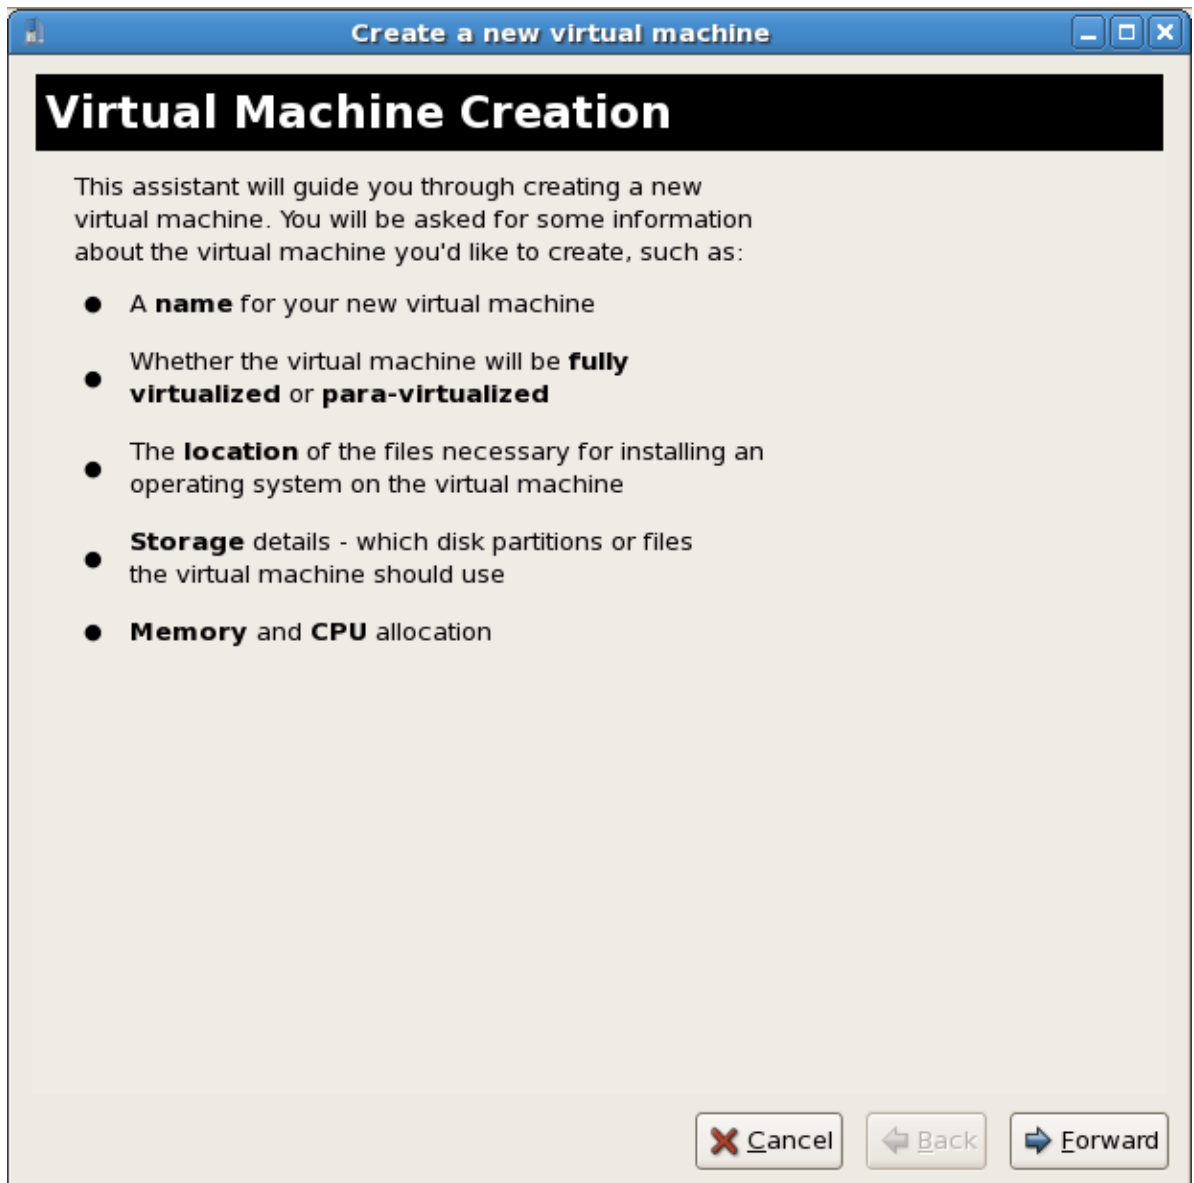 Create a new virtual machine
Virtual Machine Creation
This assistant will guide you through creating a new
virtual machine. You will be asked for some information
about the virtual machine you'd like to create, such as:
● A name for your new virtual machine
● Whether the virtual machine will be fully
virtualized or para-virtualized
● The location of the files necessary for installing an
operating system on the virtual machine
● Storage details - which disk partitions or files
the virtual machine should use
● Memory and CPU allocation
Cancel Back Forward